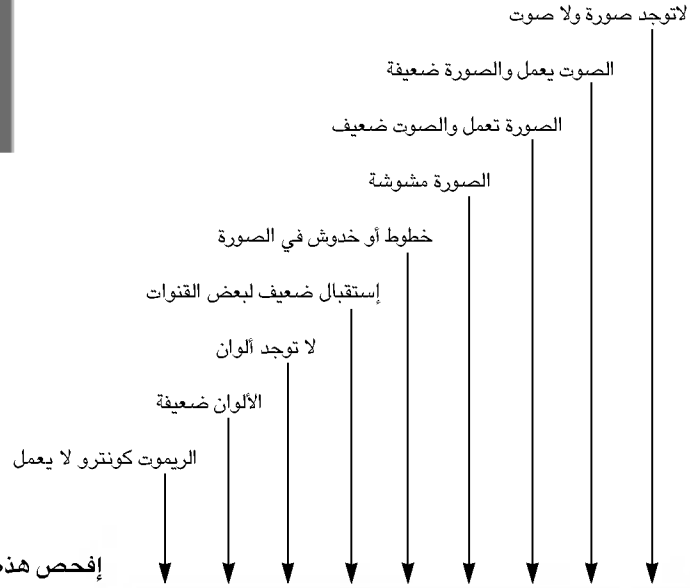 لاتوجد صورة ولا صوت
الصوت يعمل والصورة ضعيفة
الصورة تعمل والصوت ضعيف
الصورة مشوشة
خطوط أو خدوش في الصورة
إستقبال ضعيف لبعض القنوات
لا توجد ألوان
الألوان ضعيفة
الريموت كونترو لا يعمل
إفحص